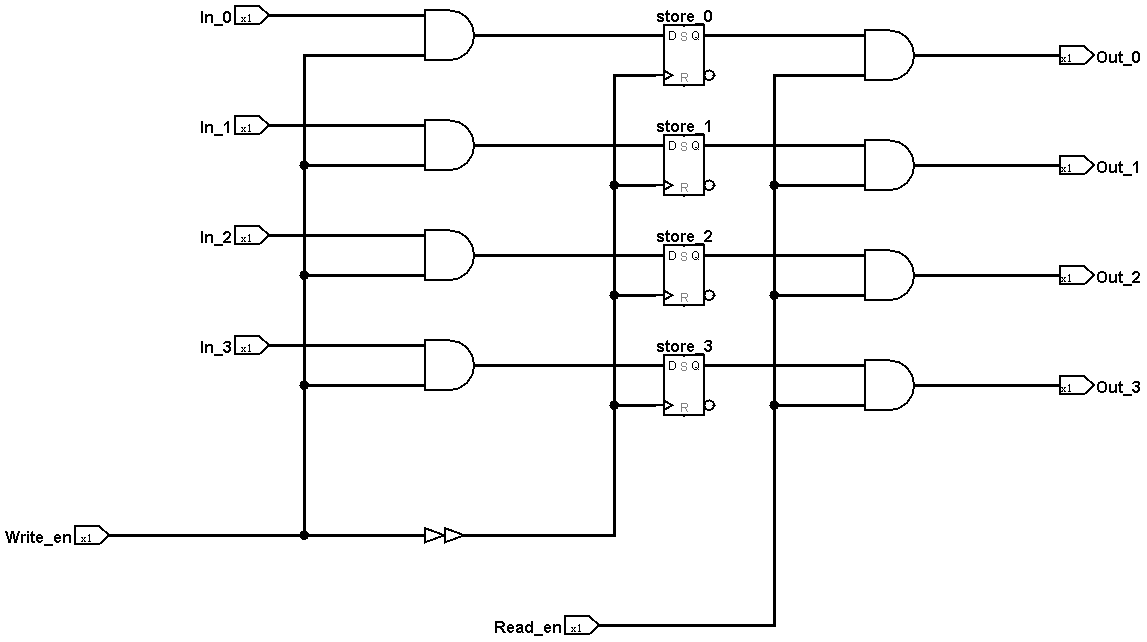 In_0 x1
store_0
D S Q
R
x1 Out_0
In_1 x1
store_1
D S Q
R
x1 Out_1
In_2 x1
store_2
D S Q
R
x1 Out_2
In_3 x1
store_3
D S Q
R
x1 Out_3
Write_en x1
Read_en x1